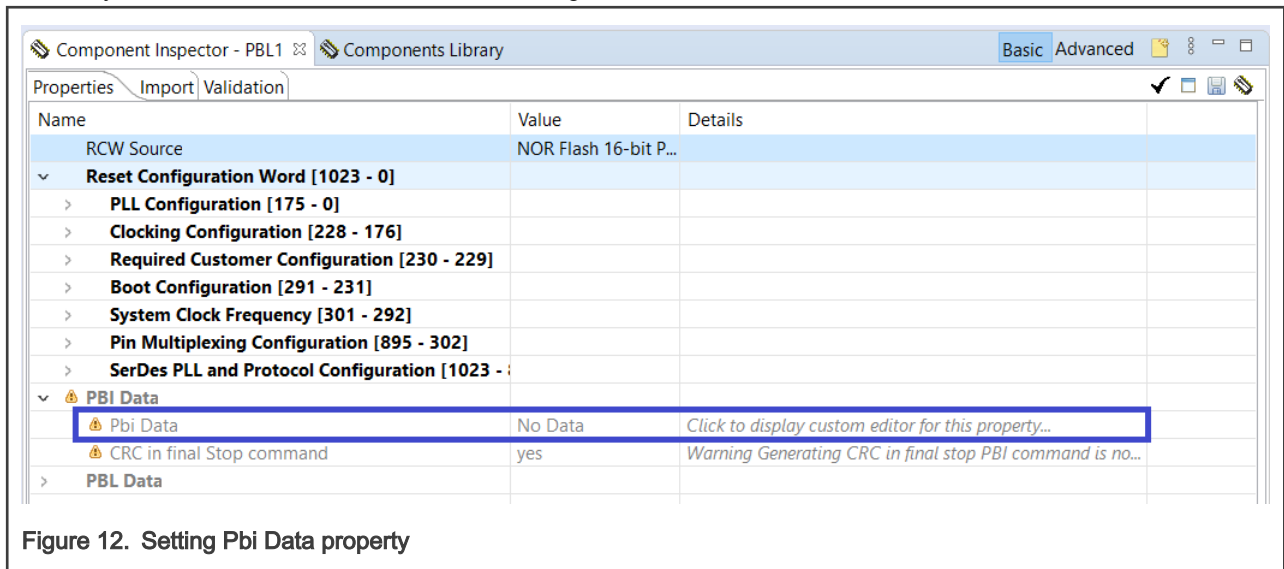 Component Inspector - PBL1 Components Library Basic Advanced
Properties Import Validation
Name Value Details
RCW Source NOR Flash 16-bit P...
Reset Configuration Word [1023 - 0]
PLL Configuration [175 - 0]
Clocking Configuration [228 - 176]
Required Customer Configuration [230 - 229]
Boot Configuration [291 - 231]
System Clock Frequency [301 - 292]
Pin Multiplexing Configuration [895 - 302]
SerDes PLL and Protocol Configuration [1023 -
PBI Data
Pbi Data No Data Click to display custom editor for this property...
CRC in final Stop command yes Warning Generating CRC in final stop PBI command is no...
PBL Data
Figure 12. Setting Pbi Data property